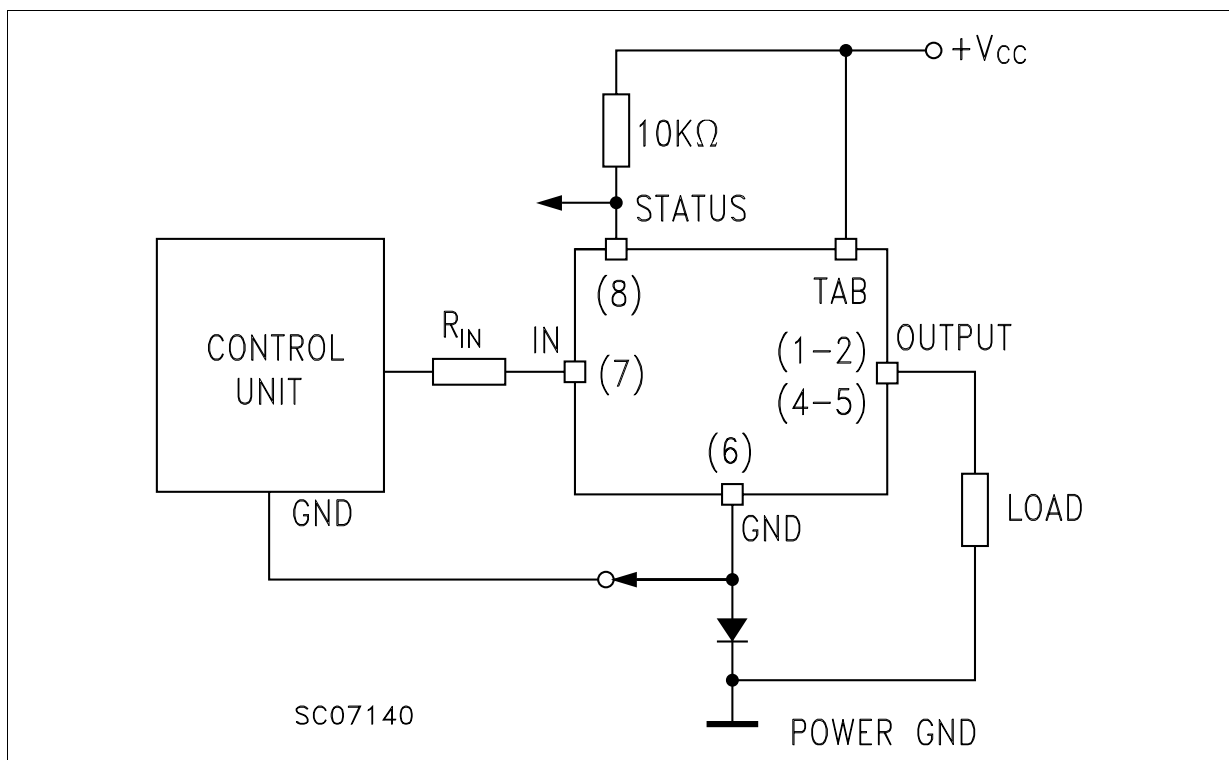 +VCC
10KΩ
STATUS
(8)
TAB
RIN
IN
(7)
(1-2)
OUTPUT
(4-5)
CONTROL
UNIT
(6)
GND
GND
LOAD
SC07140
POWER GND